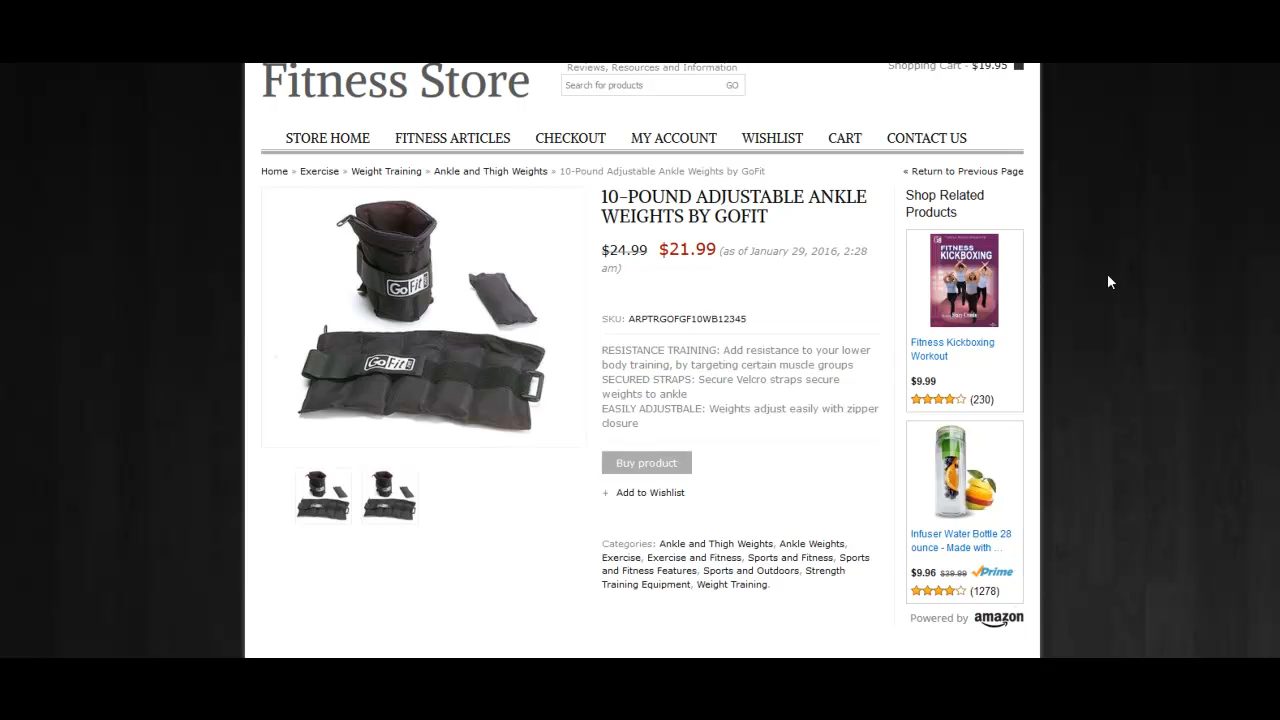 Fitness Store
Reviews, Resources and Information
Shopping Cart - $19.95
Search for products
GO
STORE HOME FITNESS ARTICLES CHECKOUT MY ACCOUNT WISHLIST CART CONTACT US
Home » Exercise » Weight Training » Ankle and Thigh Weights » 10-Pound Adjustable Ankle Weights by GoFit
« Return to Previous Page
GoFit
GoFit
10-POUND ADJUSTABLE ANKLE
WEIGHTS BY GOFIT
$24.99 $21.99 (as of January 29, 2016, 2:28
am)
SKU: ARPTRGOFGF10WB12345
RESISTANCE TRAINING: Add resistance to your lower
body training, by targeting certain muscle groups
SECURED STRAPS: Secure Velcro straps secure
weights to ankle
EASILY ADJUSTBALE: Weights adjust easily with zipper
closure
Buy product
+ Add to Wishlist
Categories: Ankle and Thigh Weights, Ankle Weights,
Exercise, Exercise and Fitness, Sports and Fitness, Sports
and Fitness Features, Sports and Outdoors, Strength
Training Equipment, Weight Training.
Shop Related
Products
FITNESS
KICKBOXING
Fitness Kickboxing
Workout
$9.99
(230)
Infuser Water Bottle 28
ounce - Made with ...
$9.96 $39.99 Prime
(1278)
Powered by amazon